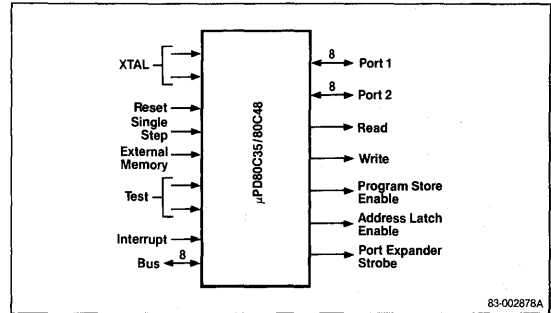 XTAL
Reset
Single
Step
External
Memory
Test
Interrupt
Bus
8
μPD80C35/80C48
8
Port 1
8
Port 2
Read
Write
Program Store
Enable
Address Latch
Enable
Port Expander
Strobe
83-002878A